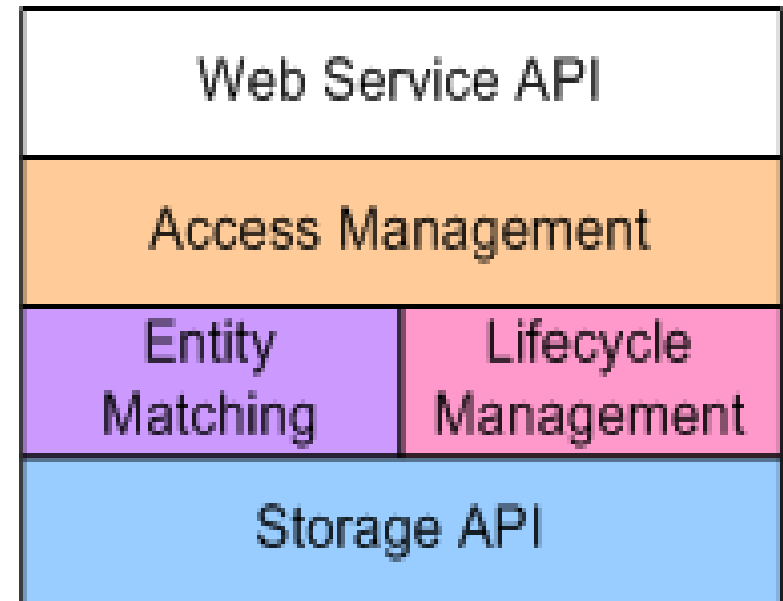 Web Service API
Access Management
Entity
Matching
Lifecycle
Management
Storage API